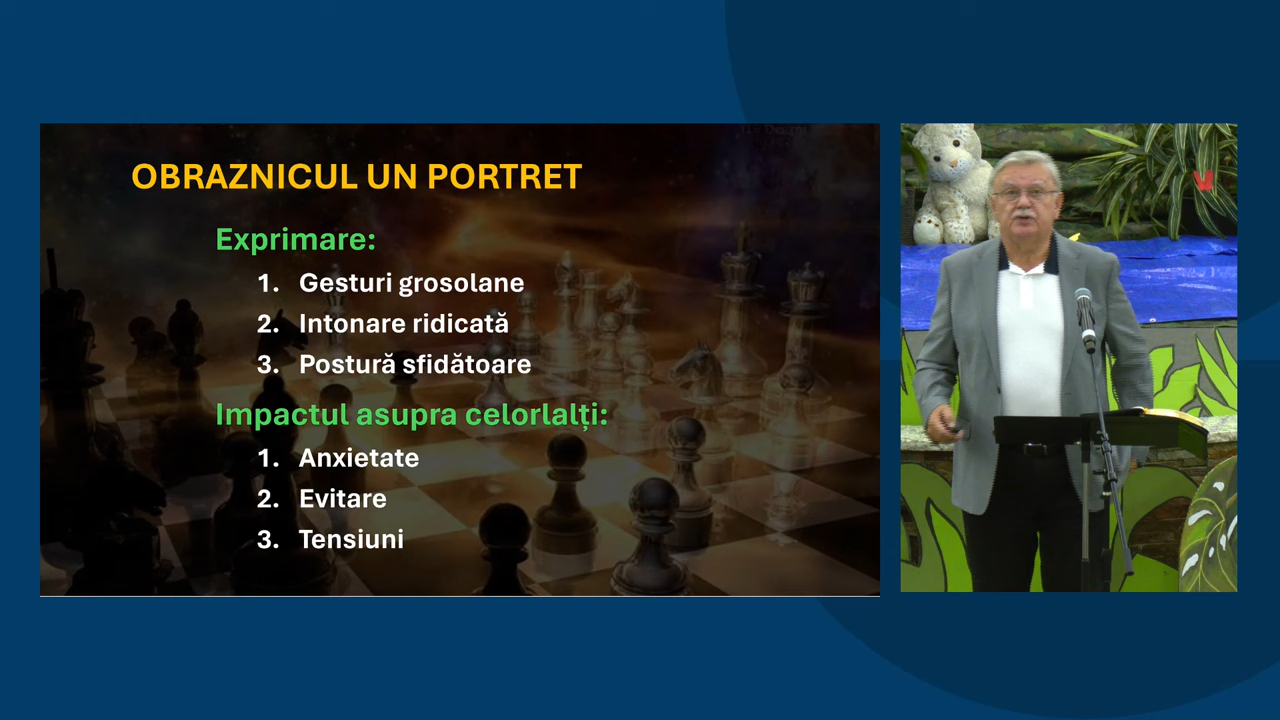 OBRAZNICUL UN PORTRET
Exprimare:
1. Gesturi grosolane
2. Intonare ridicată
3. Postură sfidătoare
Impactul asupra celorlalți:
1. Anxietate
2. Evitare
3. Tensiuni